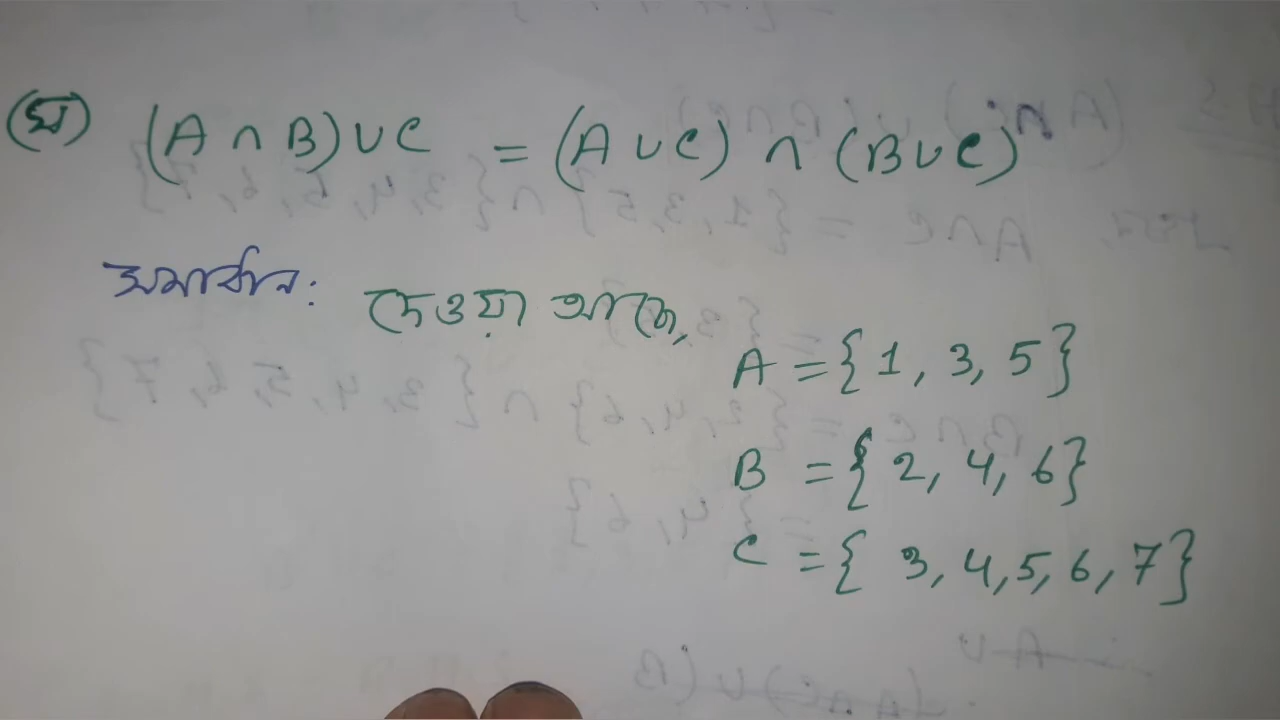 (ঘ) (A ∩ B) ∪ C = (A ∪ C) ∩ (B ∪ C)
সমাধান: দেওয়া আছে,
A = {1, 3, 5}
B = {2, 4, 6}
C = {3, 4, 5, 6, 7}